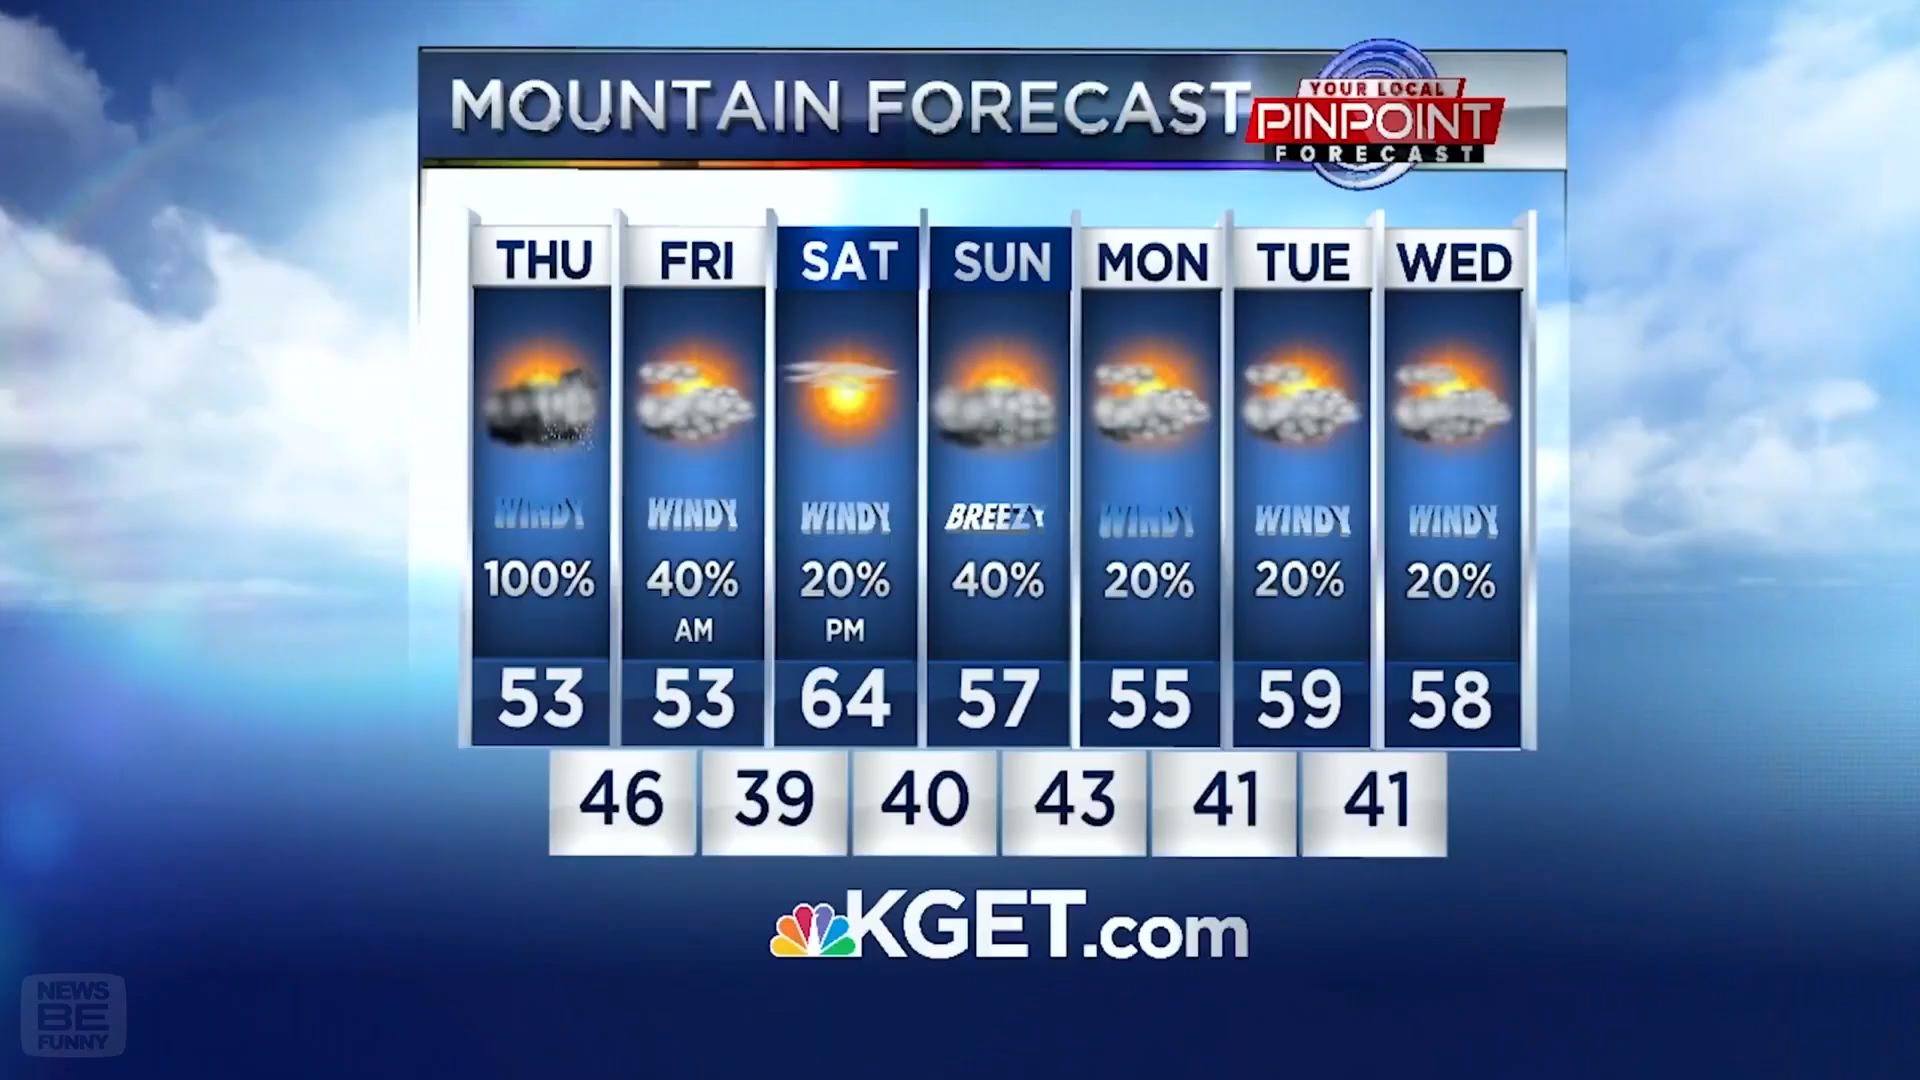 MOUNTAIN FORECAST
YOUR LOCAL
PINPOINT
FORECAST
THU FRI SAT SUN MON TUE WED
WINDY WINDY WINDY BREEZY WINDY WINDY WINDY
100% 40% 20% 40% 20% 20% 20%
AM PM
53 53 64 57 55 59 58
46 39 40 43 41 41
KGET.com
NEWS
BE
FUNNY